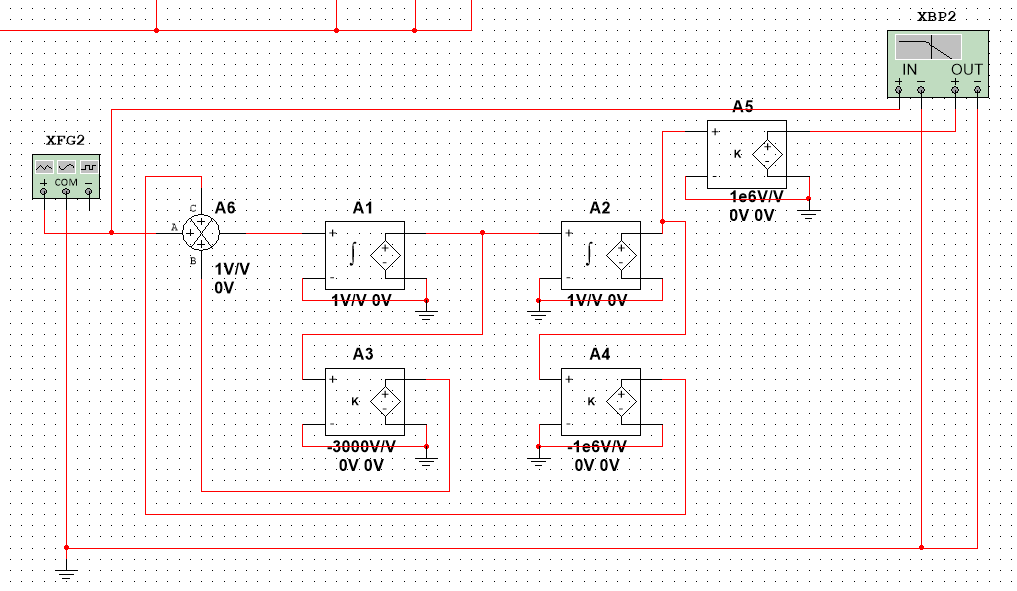 XBP2
IN OUT
+ − + −
A5
+
K
-
1e6V/V
0V 0V
XFG2
COM
+ −
C
A6
A
B
1V/V
0V
A1
+
∫
-
1V/V 0V
A2
+
∫
-
1V/V 0V
A3
+
K
-
-3000V/V
0V 0V
A4
+
K
-
-1e6V/V
0V 0V